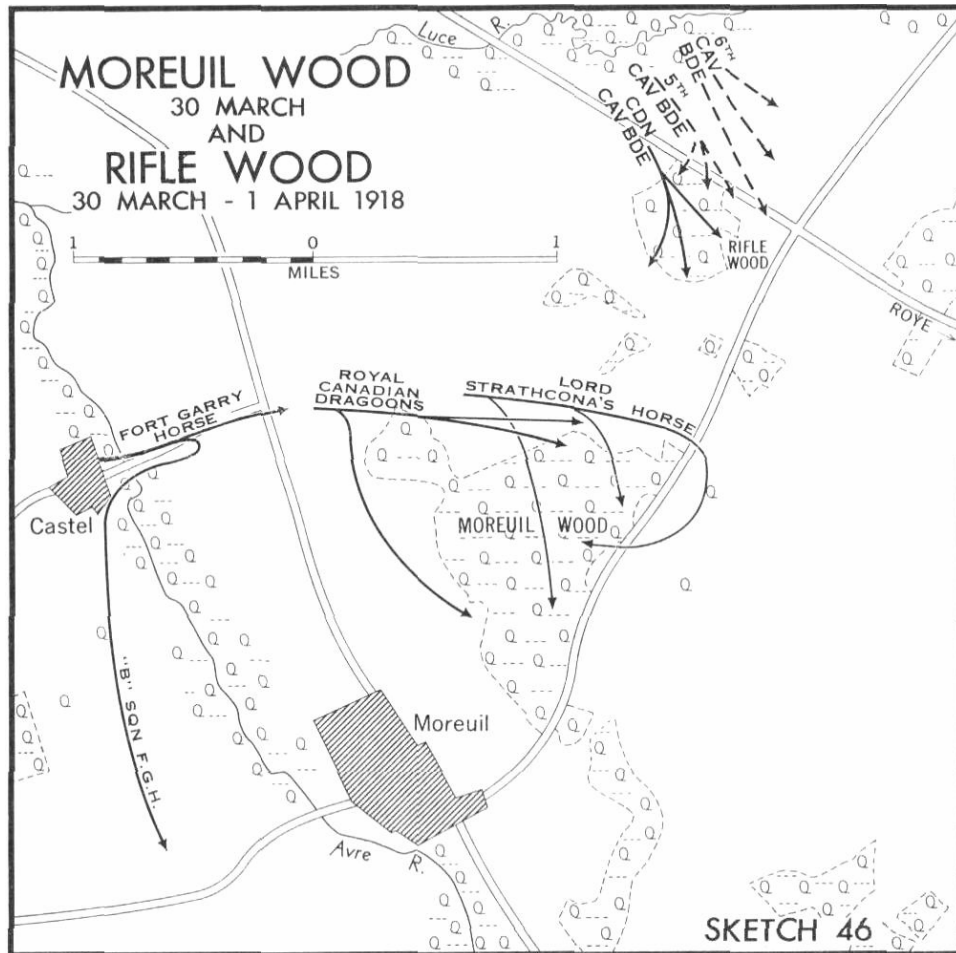 MOREUIL WOOD
30 MARCH
AND
RIFLE WOOD
30 MARCH - 1 APRIL 1918
1 0 1
MILES
Luce R.
6TH
CAV
BDE
5TH
CAV BDE
CDN
CAV BDE
RIFLE
WOOD
ROYE
ROYAL
CANADIAN
DRAGOONS
LORD
STRATHCONA'S HORSE
FORT GARRY
HORSE
Castel
MOREUIL WOOD
"B" SQN F.G.H.
Moreuil
Avre R.
SKETCH 46